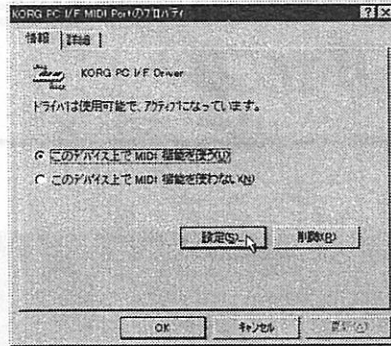 KORG PC I/F MIDI Portのプロパティ
情報 詳細
KORG PC I/F Driver
ドライバは使用可能で、アクティブになっています。
このデバイス上で MIDI 機能を使う(U)
このデバイス上で MIDI 機能を使わない(N)
設定(S)... 削除(R)
OK キャンセル 更新(A)